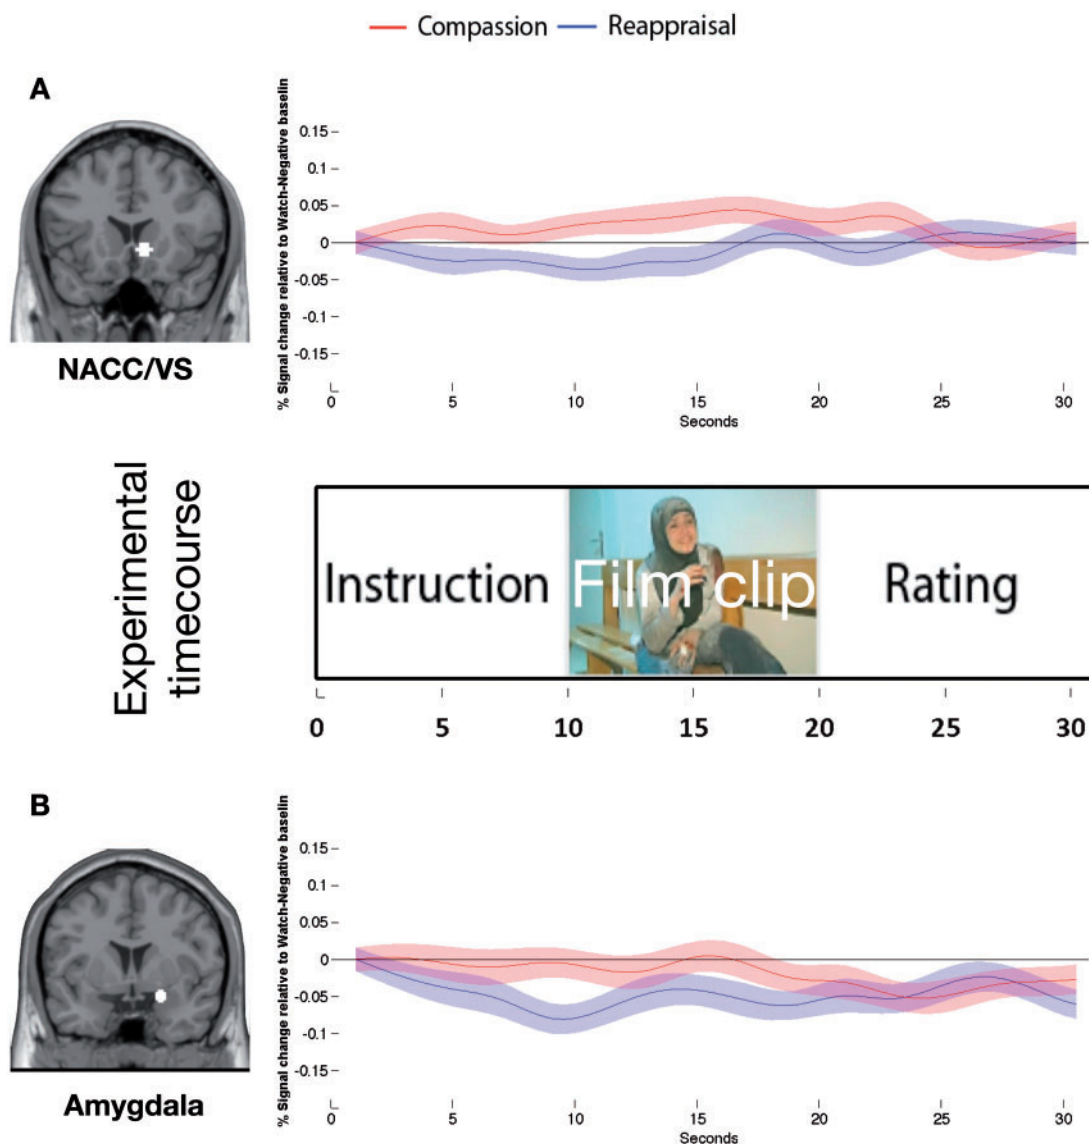 Compassion Reappraisal
A
% Signal change relative to Watch-Negative baselin
0.15
0.1
0.05
0
-0.05
-0.1
-0.15
0 5 10 15 20 25 30
Seconds
NACC/VS
Experimental
timecourse
Instruction Film clip Rating
0 5 10 15 20 25 30
B
% Signal change relative to Watch-Negative baselin
0.15
0.1
0.05
0
-0.05
-0.1
-0.15
0 5 10 15 20 25 30
Seconds
Amygdala